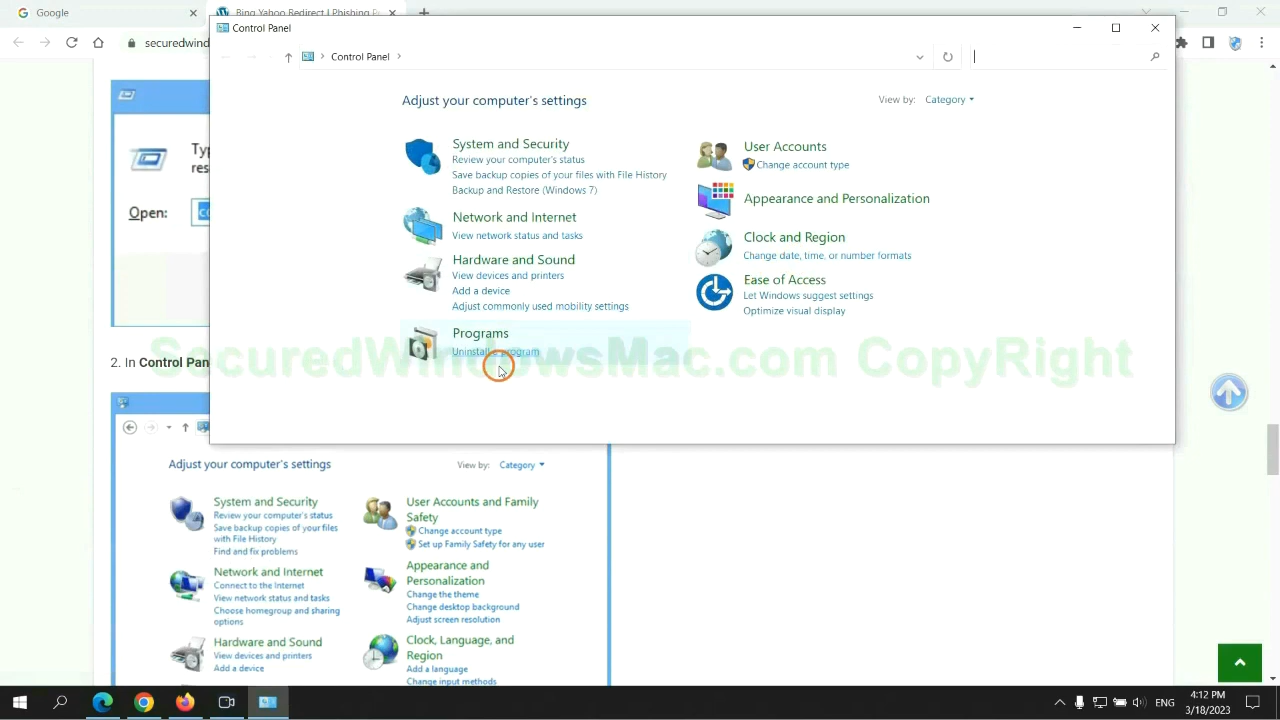 Google
Bing Yahoo Redirect | Phishing
securedwind
Control Panel
Control Panel
Adjust your computer's settings
View by: Category
System and Security
Review your computer's status
Save backup copies of your files with File History
Backup and Restore (Windows 7)
Network and Internet
View network status and tasks
Hardware and Sound
View devices and printers
Add a device
Adjust commonly used mobility settings
Programs
Uninstall a program
User Accounts
Change account type
Appearance and Personalization
Clock and Region
Change date, time, or number formats
Ease of Access
Let Windows suggest settings
Optimize visual display
SecuredWindowsMac.com CopyRight
Typ
res
Open: co
2. In Control Pan
Adjust your computer's settings
View by: Category
System and Security
Review your computer's status
Save backup copies of your files
with File History
Find and fix problems
Network and Internet
Connect to the Internet
View network status and tasks
Choose homegroup and sharing
options
Hardware and Sound
View devices and printers
Add a device
User Accounts and Family
Safety
Change account type
Set up Family Safety for any user
Appearance and
Personalization
Change the theme
Change desktop background
Adjust screen resolution
Clock, Language, and
Region
Add a language
Change input methods
ENG
4:12 PM
3/18/2023